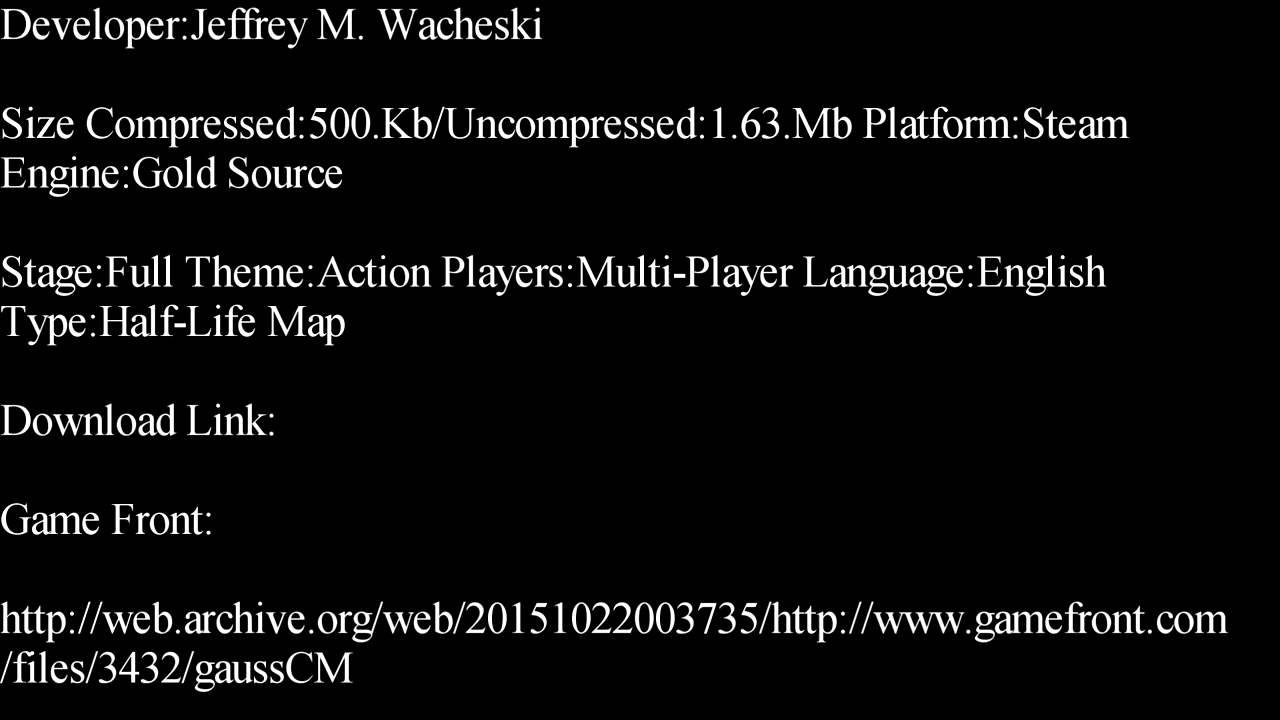 Developer:Jeffrey M. Wacheski
Size Compressed:500.Kb/Uncompressed:1.63.Mb Platform:Steam
Engine:Gold Source
Stage:Full Theme:Action Players:Multi-Player Language:English
Type:Half-Life Map
Download Link:
Game Front:
http://web.archive.org/web/20151022003735/http://www.gamefront.com
/files/3432/gaussCM